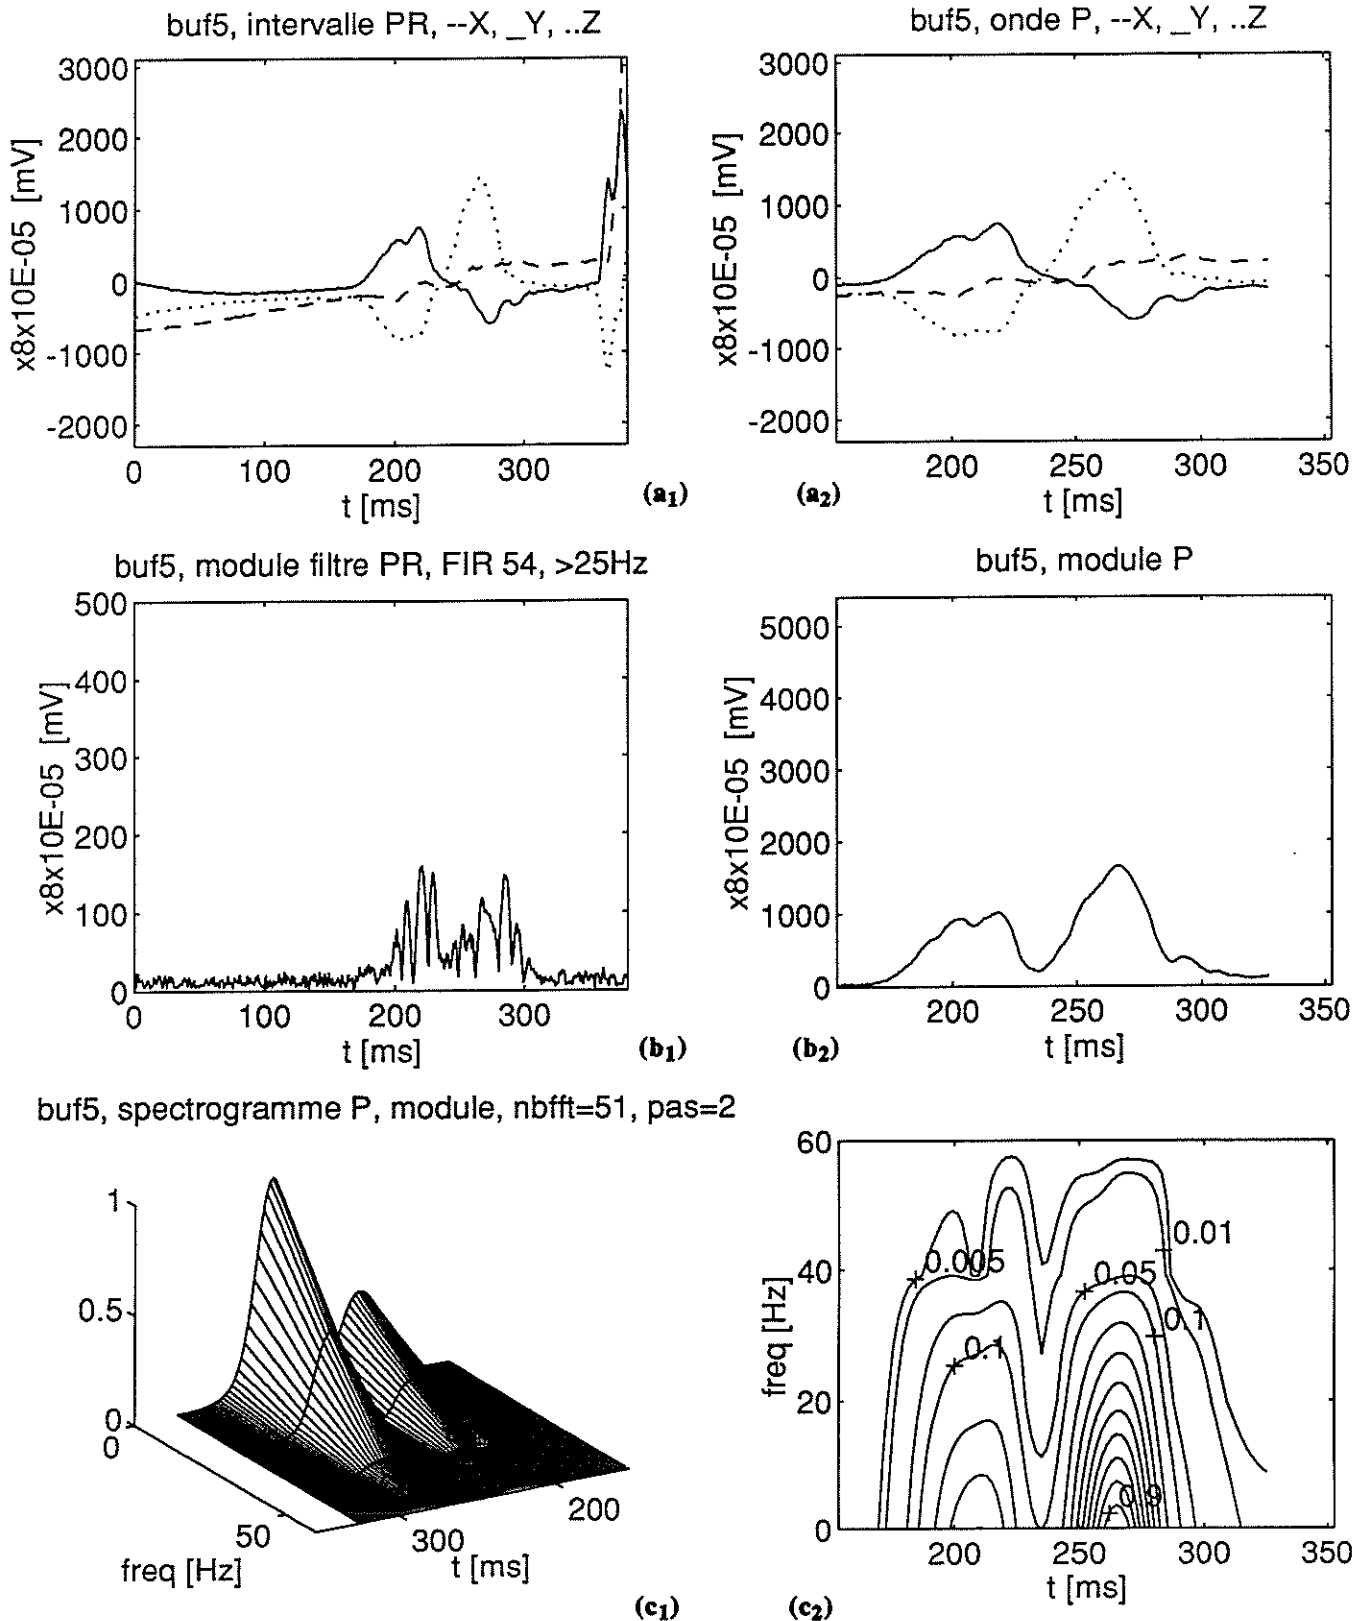 buf5, intervalle PR, --X, _Y, ..Z
x8x10E-05 [mV]
3000
2000
1000
0
-1000
-2000
0 100 200 300
t [ms]
(a1)
buf5, onde P, --X, _Y, ..Z
x8x10E-05 [mV]
3000
2000
1000
0
-1000
-2000
200 250 300 350
t [ms]
(a2)
buf5, module filtre PR, FIR 54, >25Hz
x8x10E-05 [mV]
500
400
300
200
100
0
0 100 200 300
t [ms]
(b1)
buf5, module P
x8x10E-05 [mV]
5000
4000
3000
2000
1000
0
200 250 300 350
t [ms]
(b2)
buf5, spectrogramme P, module, nbfft=51, pas=2
1
0.5
0
0
50
freq [Hz]
300
200
t [ms]
(c1)
freq [Hz]
60
40
20
0
0.005
0.01
0.05
0.1
0.1
0.9
200 250 300 350
t [ms]
(c2)